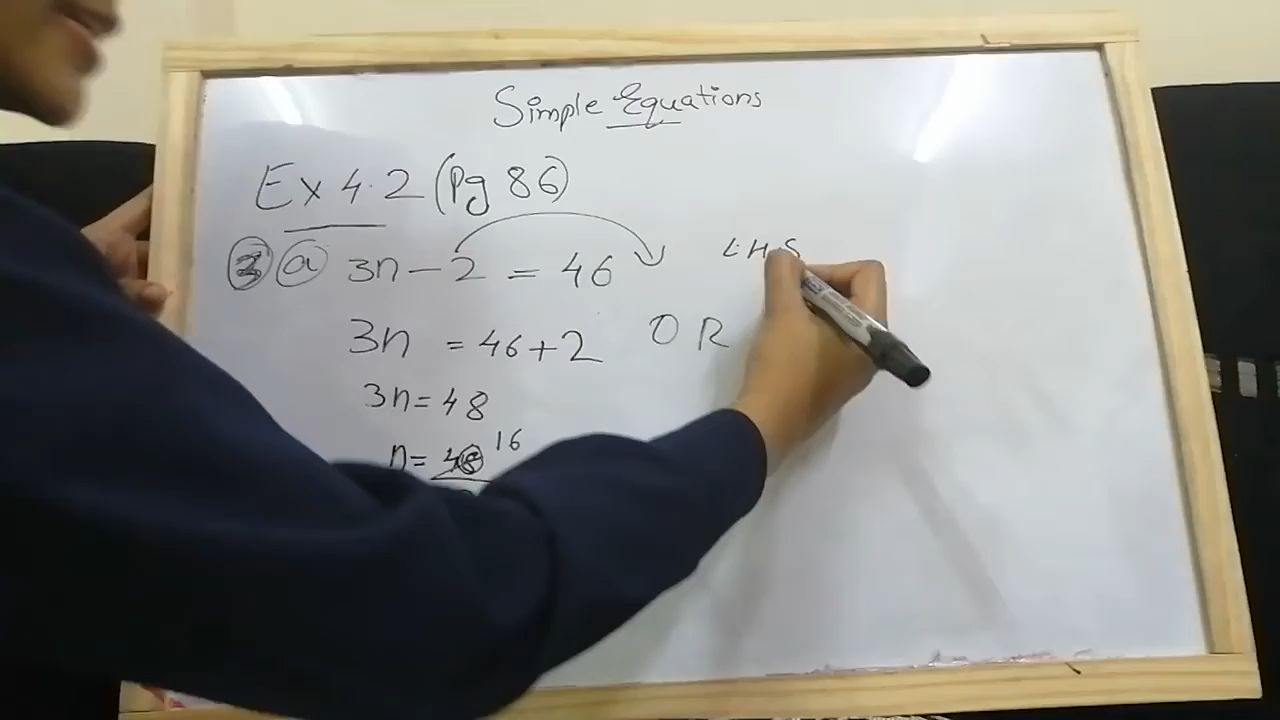 Simple Equations
Ex 4.2 (Pg 86)
3 a 3n - 2 = 46
LHS
3n = 46+2
OR
3n = 48
n = 48 16